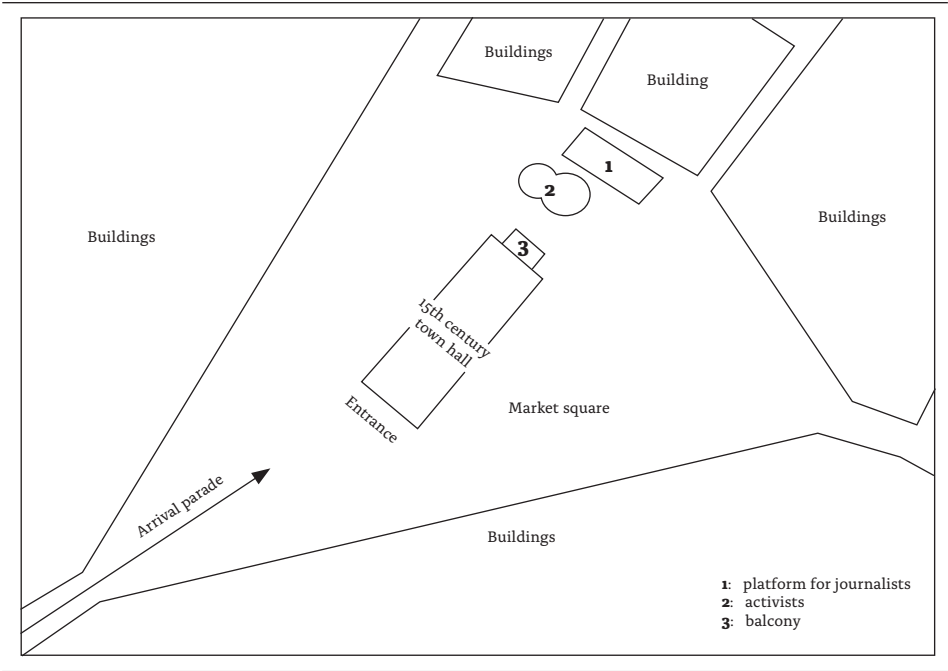 Buildings
Building
1
2
Buildings
Buildings
3
15th century
town hall
Entrance
Market square
Arrival parade
Buildings
1: platform for journalists
2: activists
3: balcony